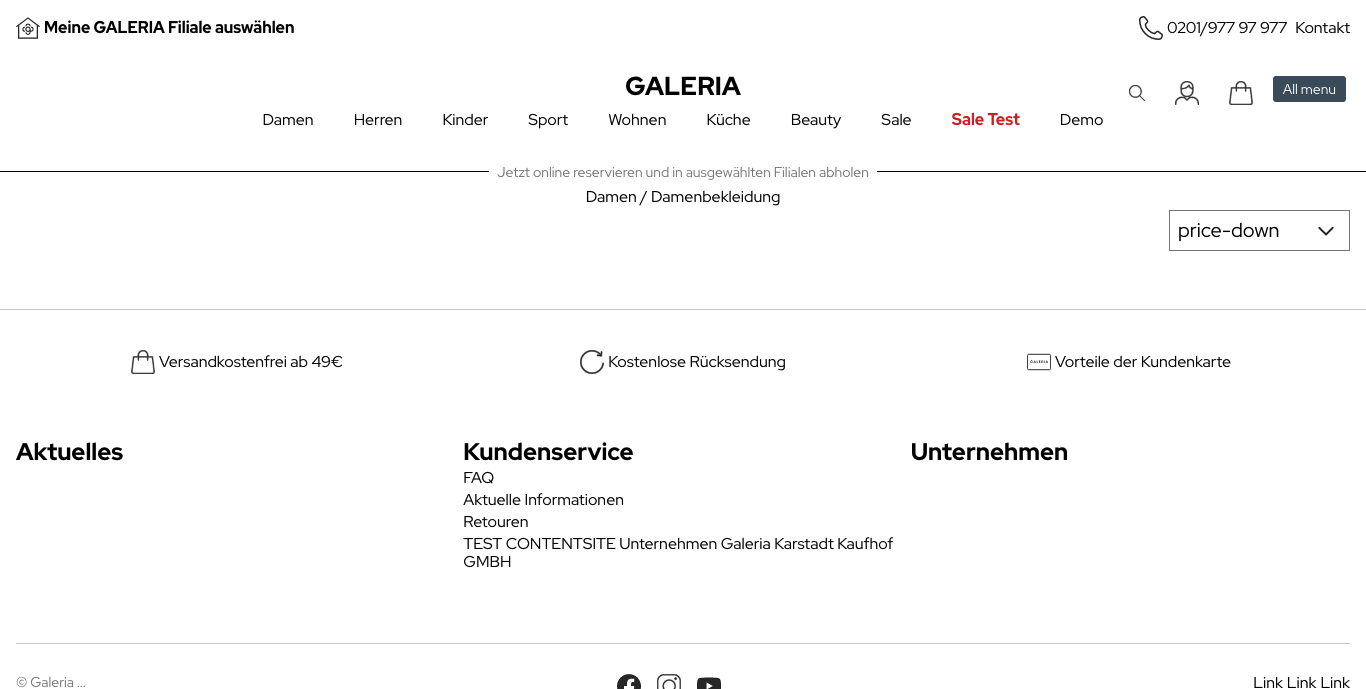 Meine GALERIA Filiale auswählen
0201/977 97 977 Kontakt
GALERIA
All menu
Damen Herren Kinder Sport Wohnen Küche Beauty Sale Sale Test Demo
Jetzt online reservieren und in ausgewählten Filialen abholen
Damen / Damenbekleidung
price-down
Versandkostenfrei ab 49€
Kostenlose Rücksendung
GALERIA
Vorteile der Kundenkarte
Aktuelles
Kundenservice
FAQ
Aktuelle Informationen
Retouren
TEST CONTENTSITE Unternehmen Galeria Karstadt Kaufhof
GMBH
Unternehmen
© Galeria ...
Link Link Link